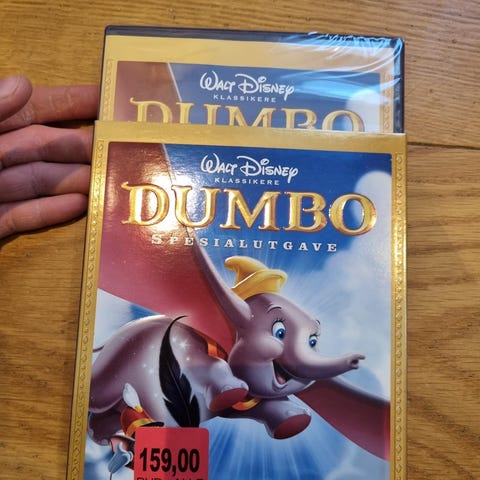 WALT DISNEY
KLASSIKERE
DUMBO
WALT DISNEY
KLASSIKERE
DUMBO
SPESIALUTGAVE
159,00